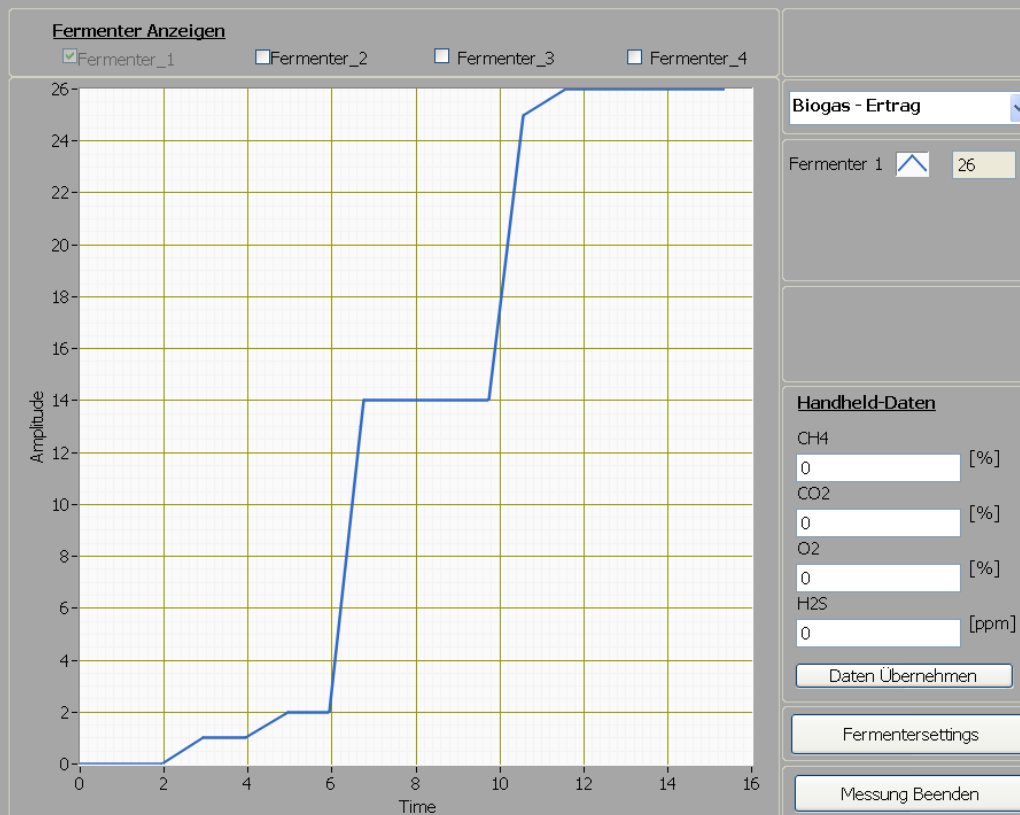 Fermenter Anzeigen
Fermenter_1 Fermenter_2 Fermenter_3 Fermenter_4
26
24
22
20
18
16
14
12
10
8
6
4
2
0
Amplitude
0 2 4 6 8 10 12 14 16
Time
Biogas - Ertrag
Fermenter 1 26
Handheld-Daten
CH4
0 [%]
CO2
0 [%]
O2
0 [%]
H2S
0 [ppm]
Daten Übernehmen
Fermentersettings
Messung Beenden